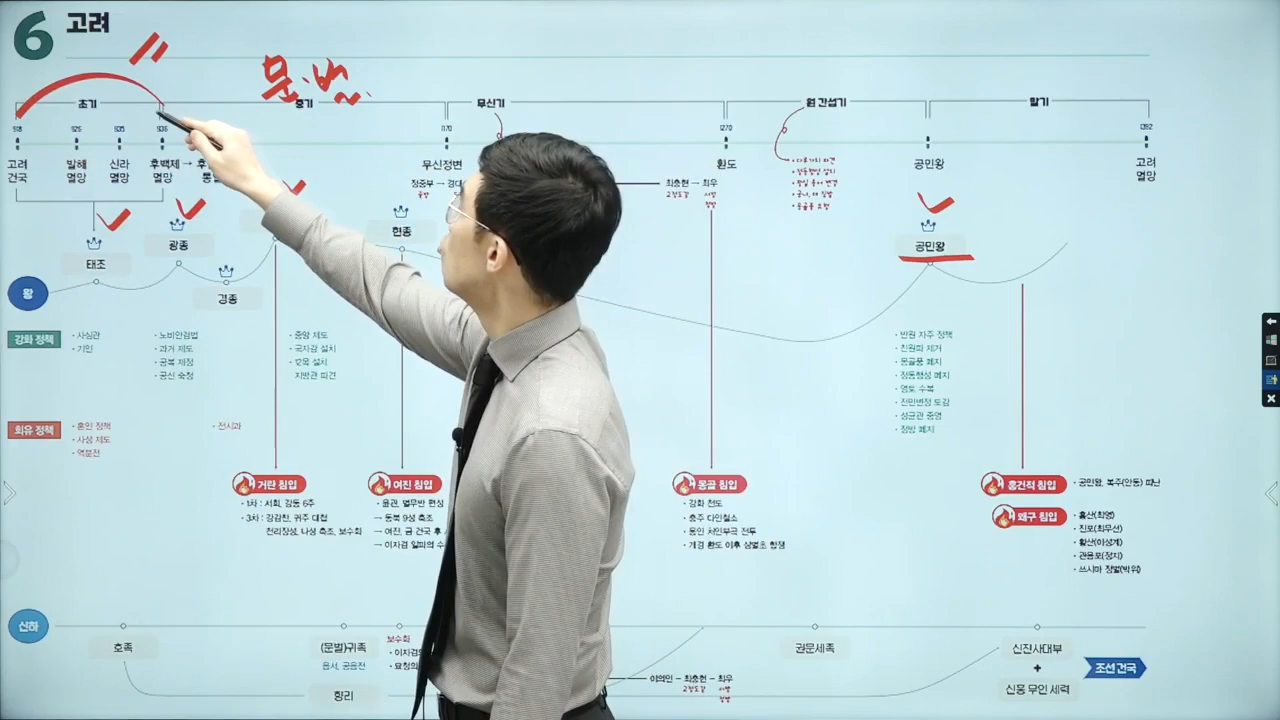 6 고려
문벌
초기 중기 무신기 원 간섭기 말기
918 926 935 936 1170 1270 1392
고려 건국
발해 멸망
신라 멸망
후백제 멸망 →
무신정변
환도
공민왕
고려 멸망
정중부 →
최충헌 → 최우
교정도감 서방
정방
태조
광종
경종
현종
공민왕
왕
강화 정책
· 사심관
· 기인
· 노비안검법
· 과거 제도
· 공복 제정
· 공신 숙청
· 중앙 제도
· 국자감 설치
· 12목 설치
지방관 파견
· 반원 자주 정책
· 친원파 제거
· 몽골풍 폐지
· 정동행성 폐지
· 영토 수복
· 전민변정 도감
· 성균관 중영
· 정방 폐지
회유 정책
· 혼인 정책
· 사성 제도
· 역분전
· 전시과
거란 침입
· 1차 : 서희, 강동 6주
· 3차 : 강감찬, 귀주 대첩
천리장성, 나성 축조, 보수화
여진 침입
· 윤관, 별무반 편성
→ 동북 9성 축조
→ 여진, 금 건국 후
→ 이자겸 일파의 수
몽골 침입
· 강화 천도
· 충주 다인철소
· 용인 처인부곡 전투
· 개경 환도 이후 삼별초 항쟁
홍건적 침입
· 공민왕, 복주(안동) 피난
왜구 침입
· 홍산(최영)
· 진포(최무선)
· 황산(이성계)
· 관음포(정지)
· 쓰시마 정벌(박위)
신하
호족
(문벌)귀족
음서, 공음전
보수화
· 이자겸의
· 묘청의
향리
이의민 → 최충헌 → 최우
교정도감 서방
정방
권문세족
신진사대부
+
신흥 무인 세력
조선 건국